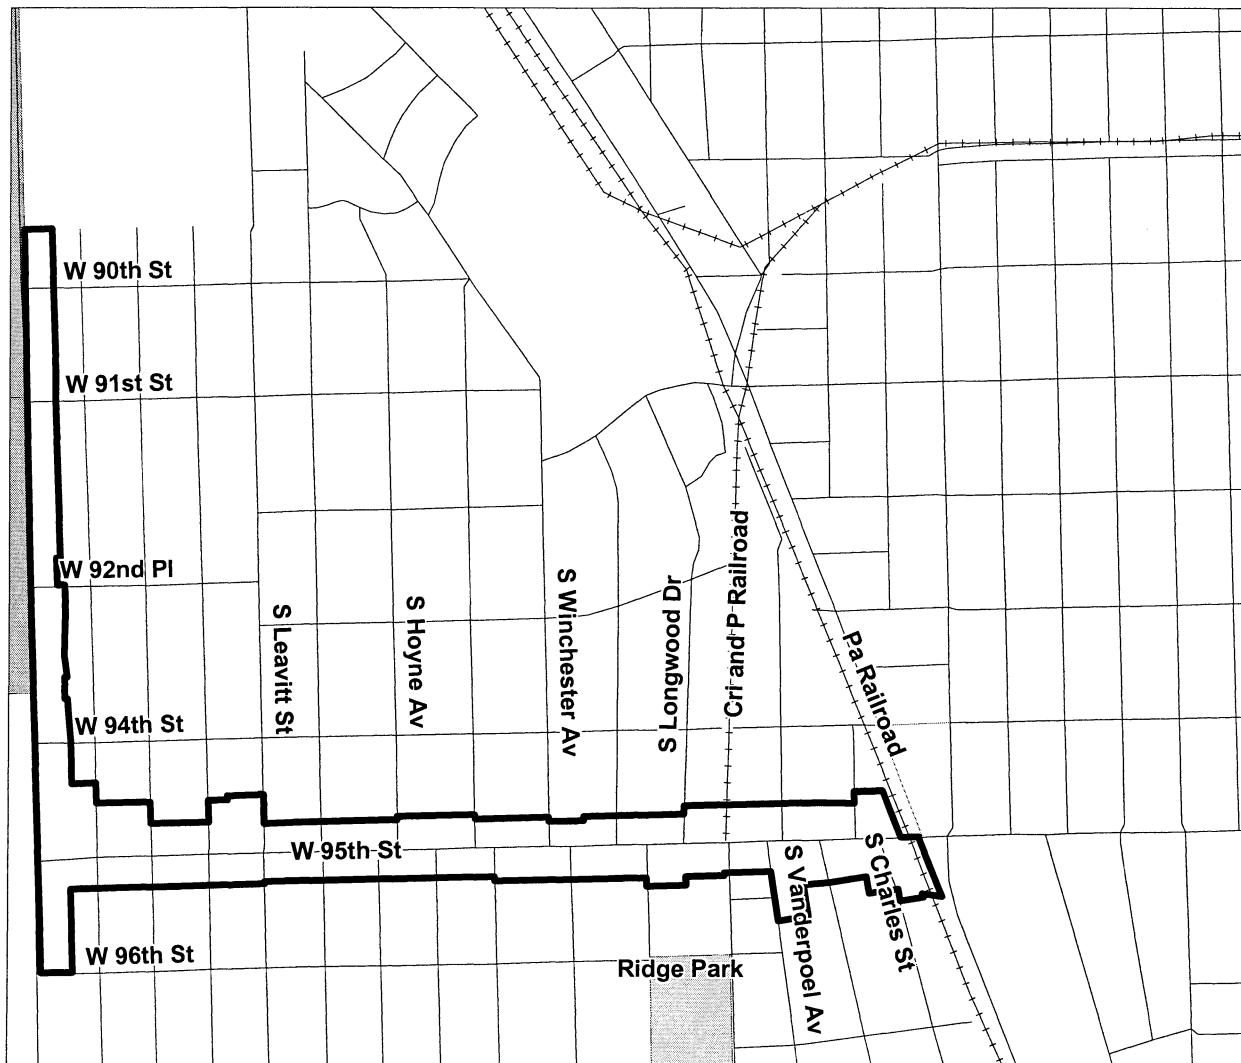 W 90th St
W 91st St
W 92nd Pl
S Leavitt St
S Hoyne Av
S Winchester Av
S Longwood Dr
Cri and P Railroad
Pa Railroad
W 94th St
W 95th St
S Vanderpoel Av
S Charles St
W 96th St
Ridge Park